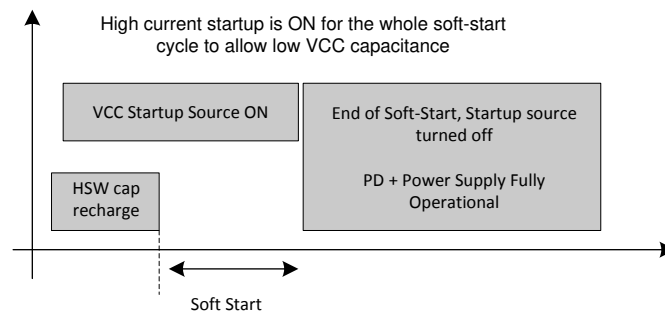 High current startup is ON for the whole soft-start
cycle to allow low VCC capacitance
VCC Startup Source ON
End of Soft-Start, Startup source
turned off
PD + Power Supply Fully
Operational
HSW cap
recharge
Soft Start